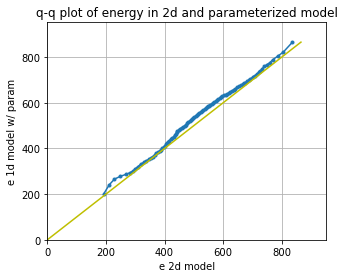 q-q plot of energy in 2d and parameterized model
e 1d model w/ param
800
600
400
200
0
0 200 400 600 800
e 2d model